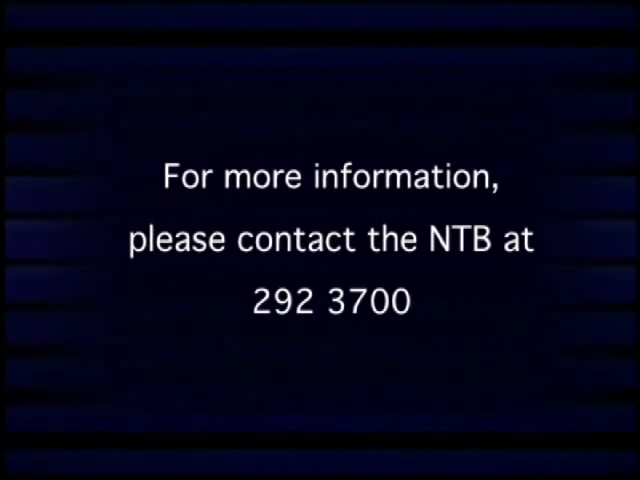 For more information,
please contact the NTB at
292 3700